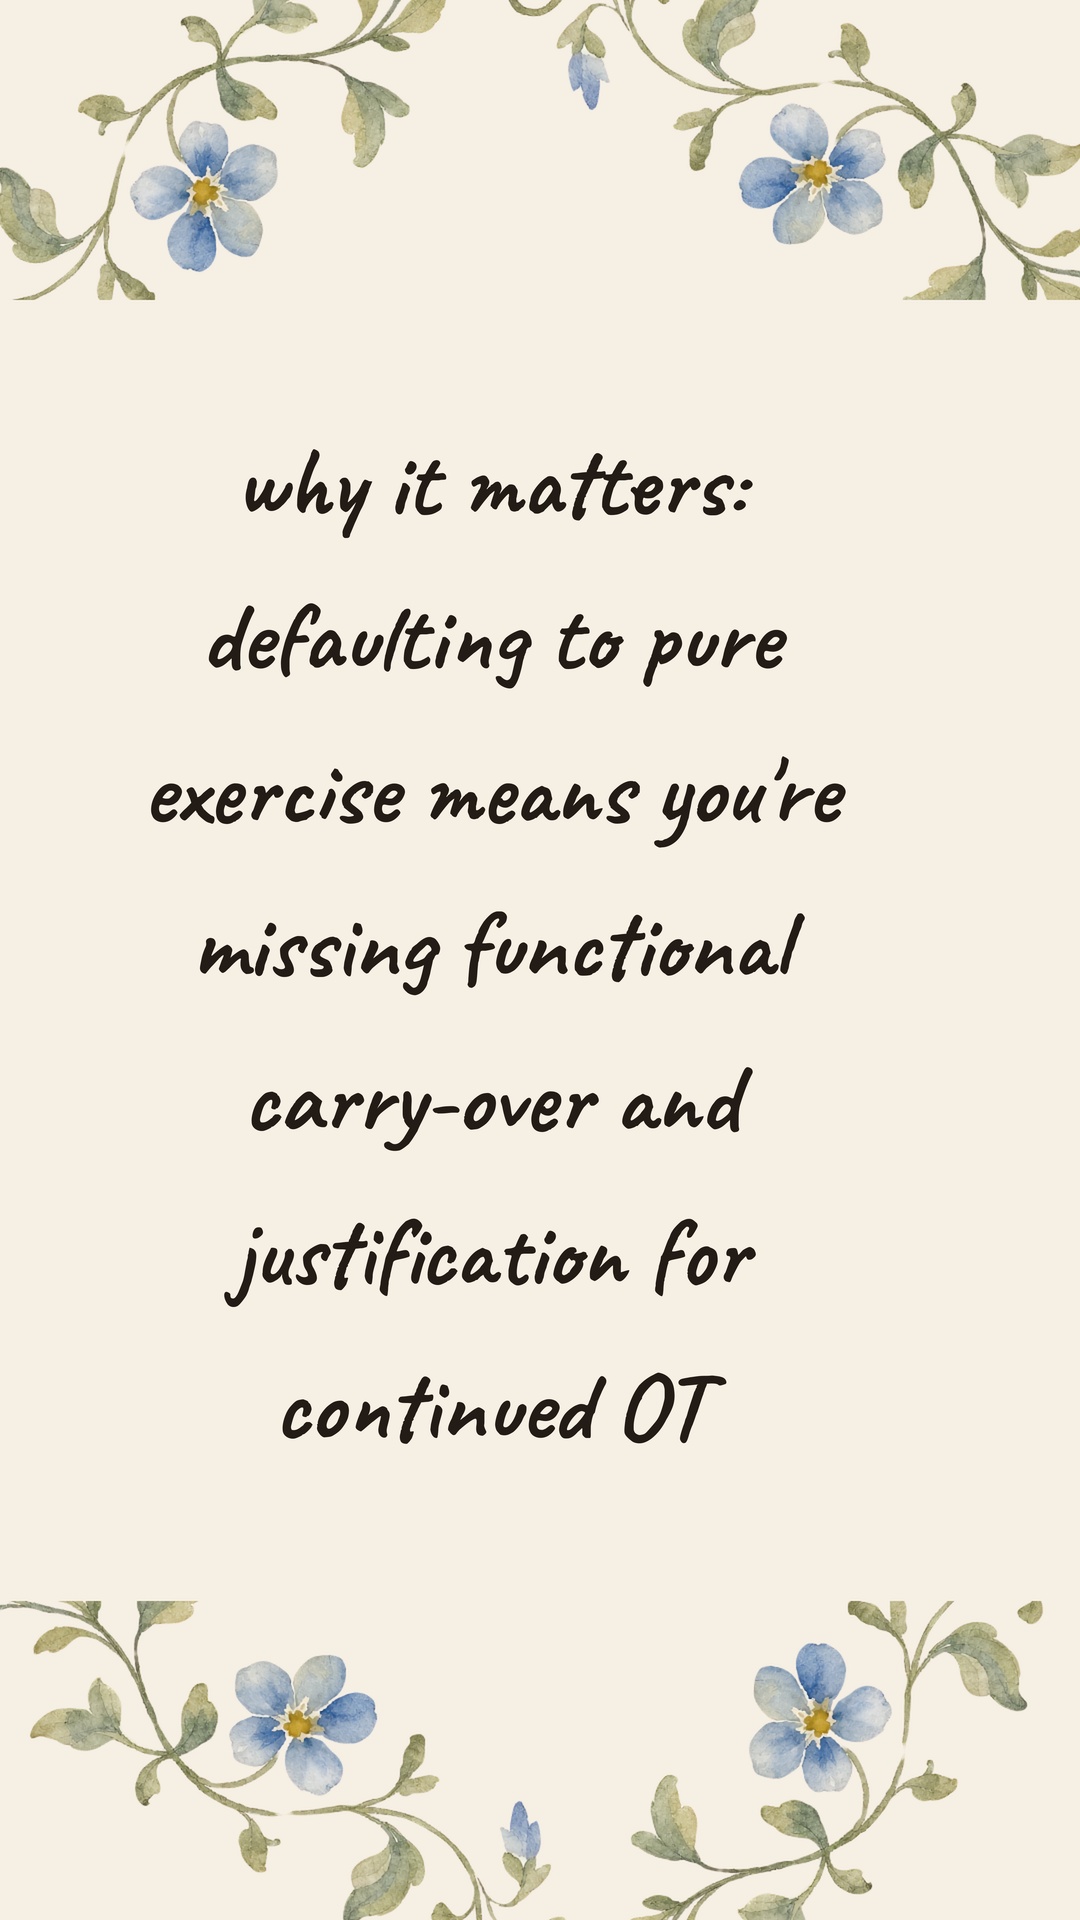 why it matters:
defaulting to pure
exercise means you're
missing functional
carry-over and
justification for
continued OT